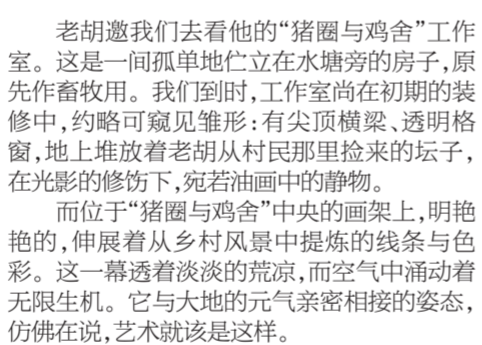 老胡邀我们去看他的“猪圈与鸡舍”工作
室。这是一间孤单地伫立在水塘旁的房子，原
先作畜牧用。我们到时，工作室尚在初期的装
修中，约略可窥见雏形：有尖顶横梁、透明格
窗，地上堆放着老胡从村民那里捡来的坛子，
在光影的修饬下，宛若油画中的静物。
而位于“猪圈与鸡舍”中央的画架上，明艳
艳的，伸展着从乡村风景中提炼的线条与色
彩。这一幕透着淡淡的荒凉，而空气中涌动着
无限生机。它与大地的元气亲密相接的姿态，
仿佛在说，艺术就该是这样。